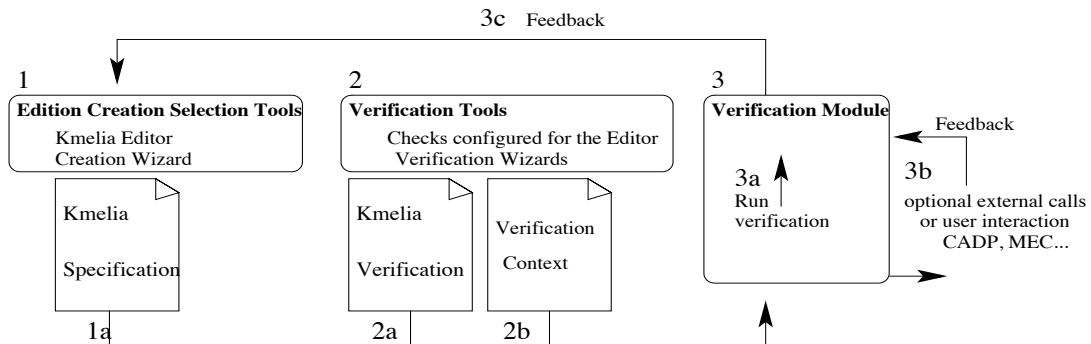 3c Feedback
1
Edition Creation Selection Tools
Kmelia Editor
Creation Wizard
Kmelia
Specification
1a
2
Verification Tools
Checks configured for the Editor
Verification Wizards
Kmelia
Verification
2a
Verification
Context
2b
3
Verification Module
3a
Run
verification
Feedback
3b
optional external calls
or user interaction
CADP, MEC...